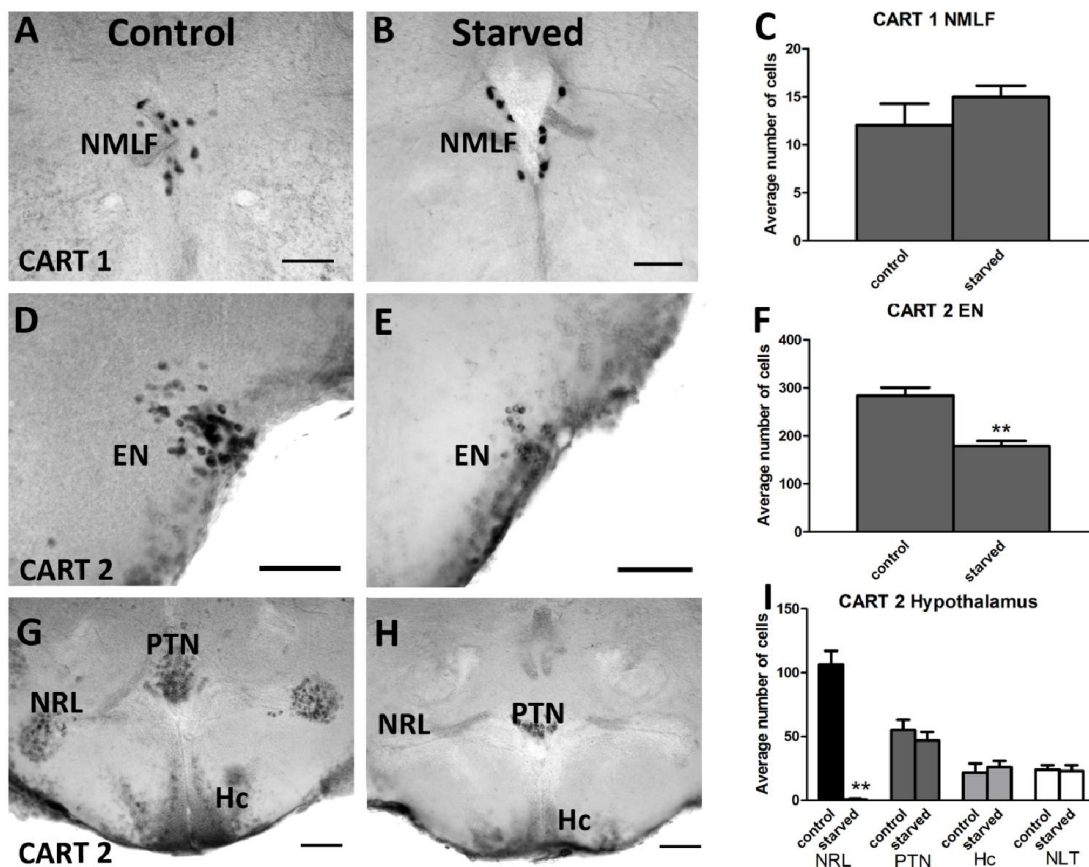 A Control
NMLF
CART 1
B Starved
NMLF
C
CART 1 NMLF
Average number of cells
20
15
10
5
0
control
starved
D
EN
CART 2
E
EN
F
CART 2 EN
Average number of cells
400
300
200
100
0
**
control
starved
G
PTN
NRL
Hc
CART 2
H
NRL
PTN
Hc
I
CART 2 Hypothalamus
Average number of cells
150
100
50
0
**
control starved control starved control starved control starved
NRL PTN Hc NLT